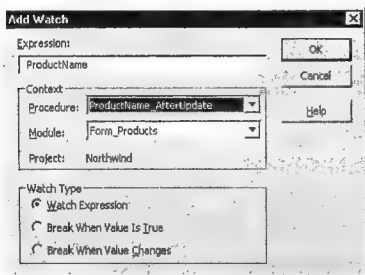 Add Watch
Expression:
ProductName
OK
Cancel
Help
Context
Procedure: ProductName_AfterUpdate
Module: Form_Products
Project: Northwind
Watch Type
Watch Expression
Break When Value Is True
Break When Value Changes